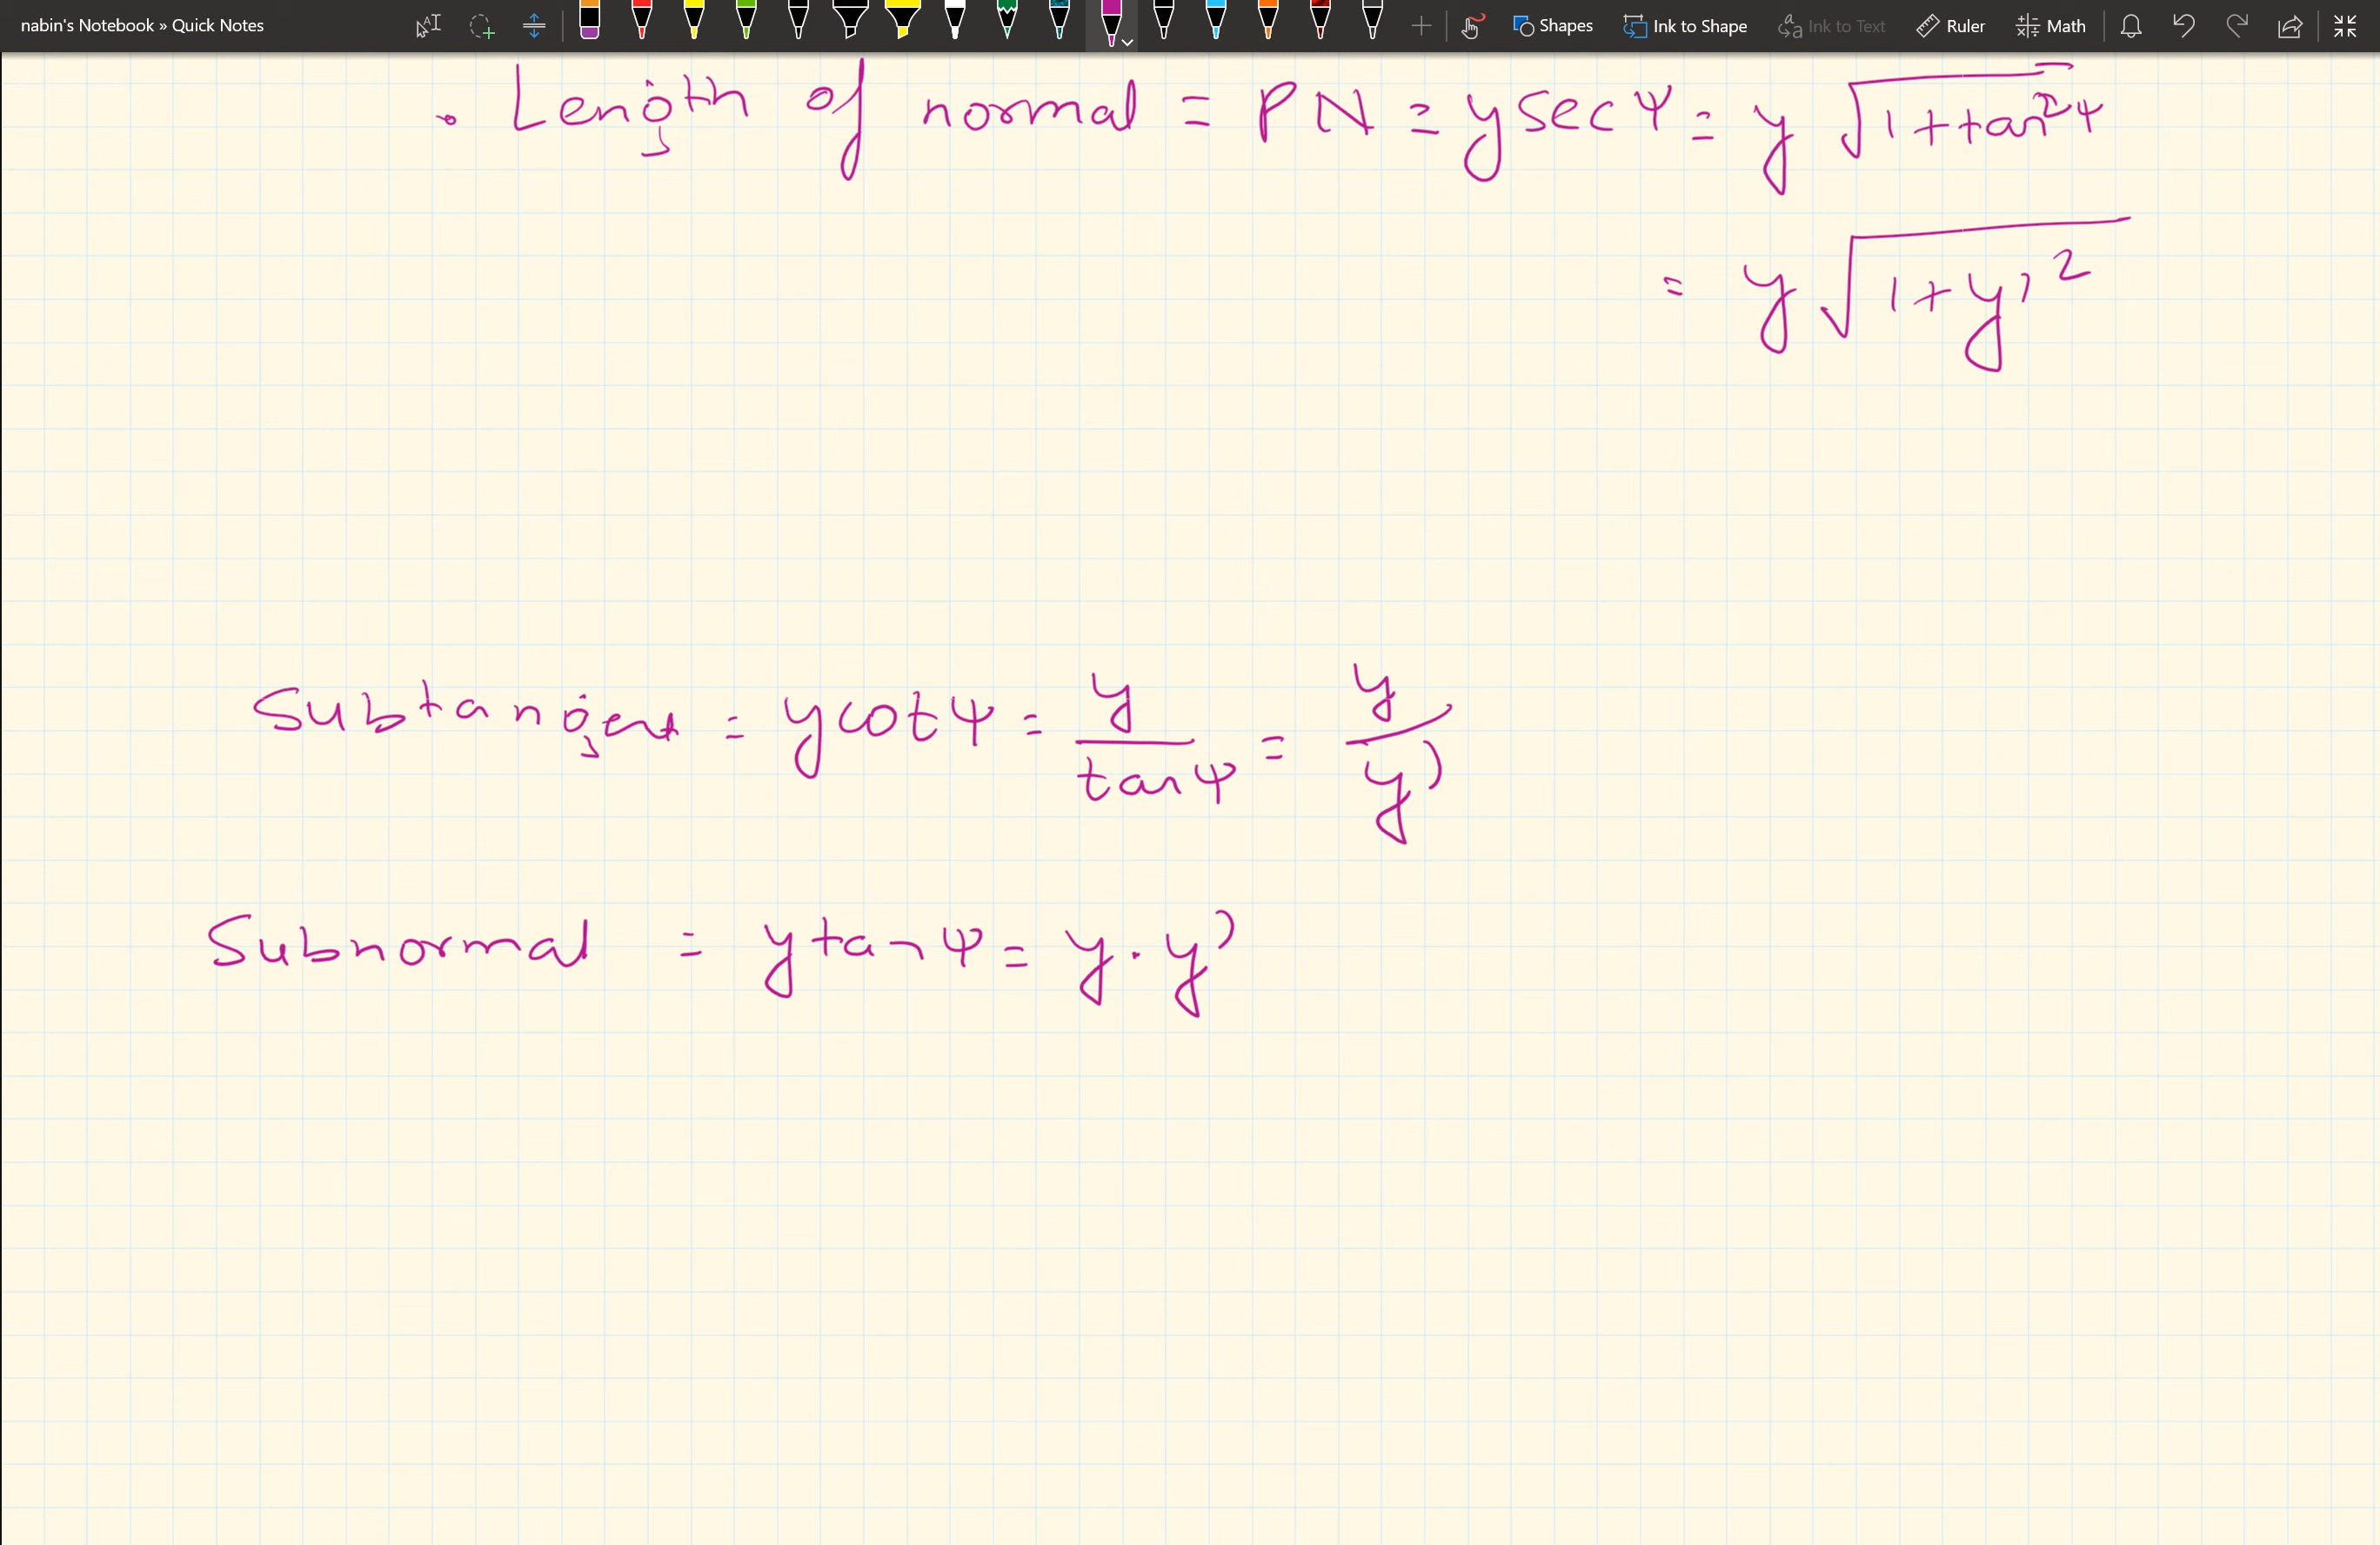 nabin's Notebook » Quick Notes Shapes Ink to Shape Ink to Text Ruler Math
. Length of normal = PN = y sec ψ = y √(1+tan²ψ)
= y √(1+y'²)
Subtangent = y cot ψ = y/tan ψ = y/y'
Subnormal = y tan ψ = y · y'